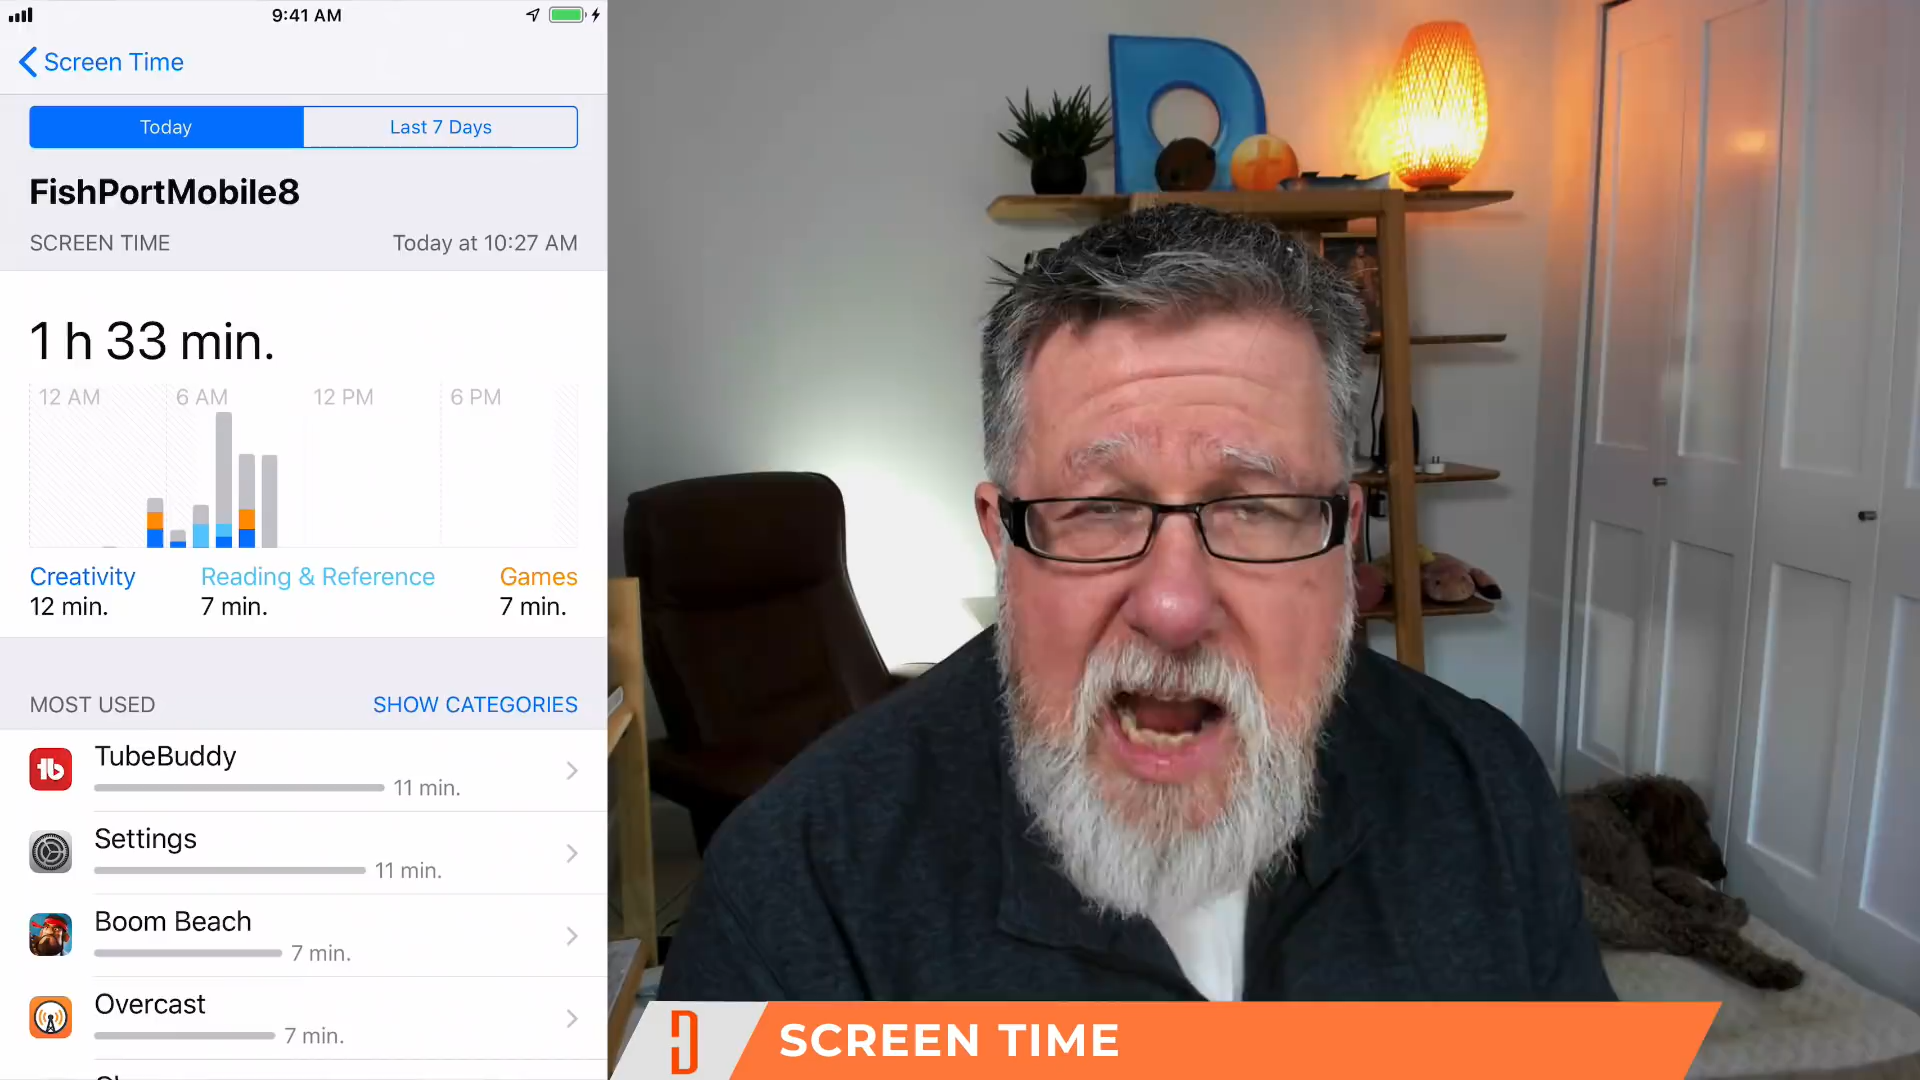 9:41 AM
Screen Time
Today
Last 7 Days
FishPortMobile8
SCREEN TIME
Today at 10:27 AM
1 h 33 min.
12 AM
6 AM
12 PM
6 PM
Creativity
Reading & Reference
Games
12 min.
7 min.
7 min.
MOST USED
SHOW CATEGORIES
TubeBuddy
11 min.
Settings
11 min.
Boom Beach
7 min.
Overcast
7 min.
SCREEN TIME